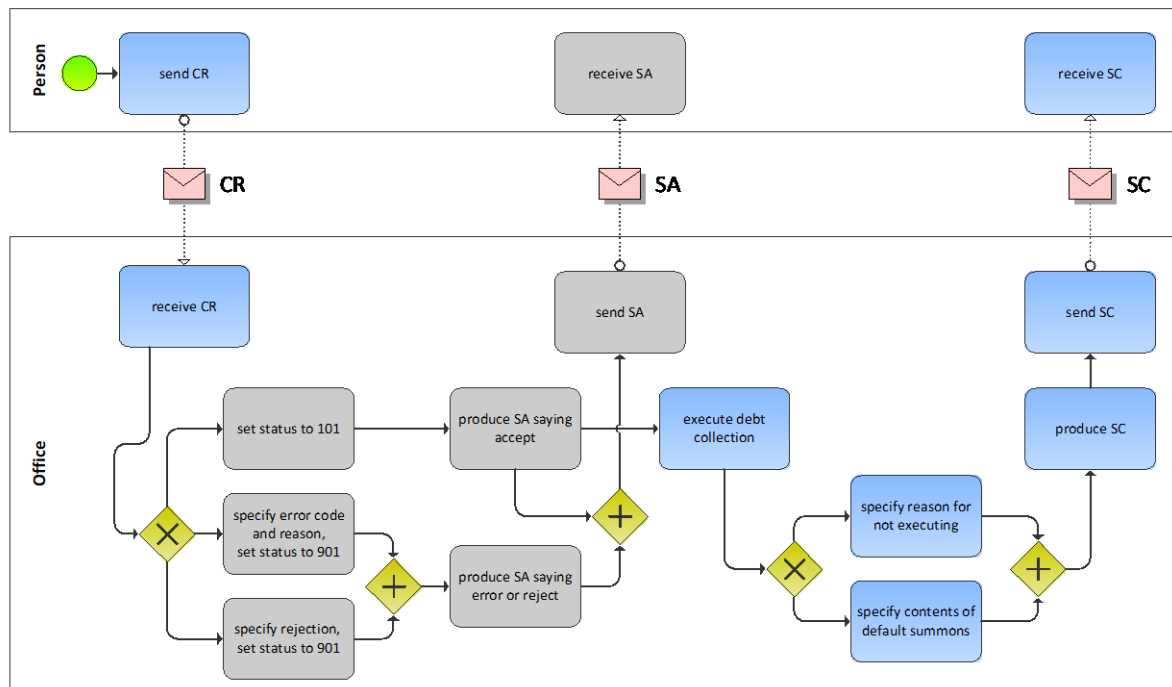 Person
send CR
receive SA
receive SC
CR
SA
SC
Office
receive CR
send SA
send SC
set status to 101
produce SA saying
accept
execute debt
collection
produce SC
specify error code
and reason,
set status to 901
specify reason for
not executing
produce SA saying
error or reject
specify rejection,
set status to 901
specify contents of
default summons